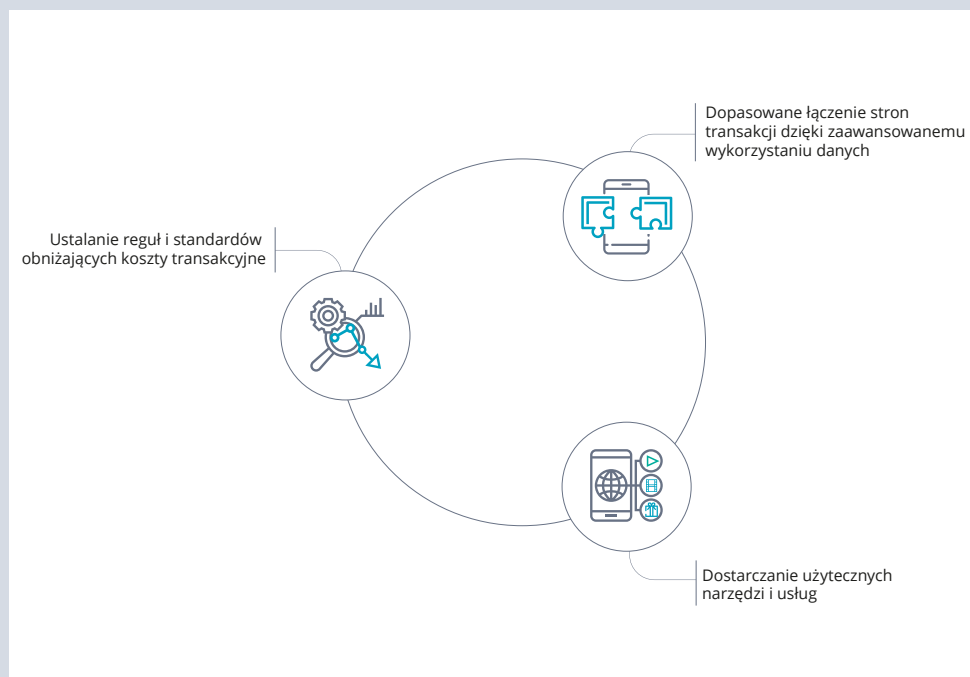 Dopasowane łączenie stron
transakcji dzięki zaawansowanemu
wykorzystaniu danych
Ustalanie reguł i standardów
obniżających koszty transakcyjne
Dostarczanie użytecznych
narzędzi i usług